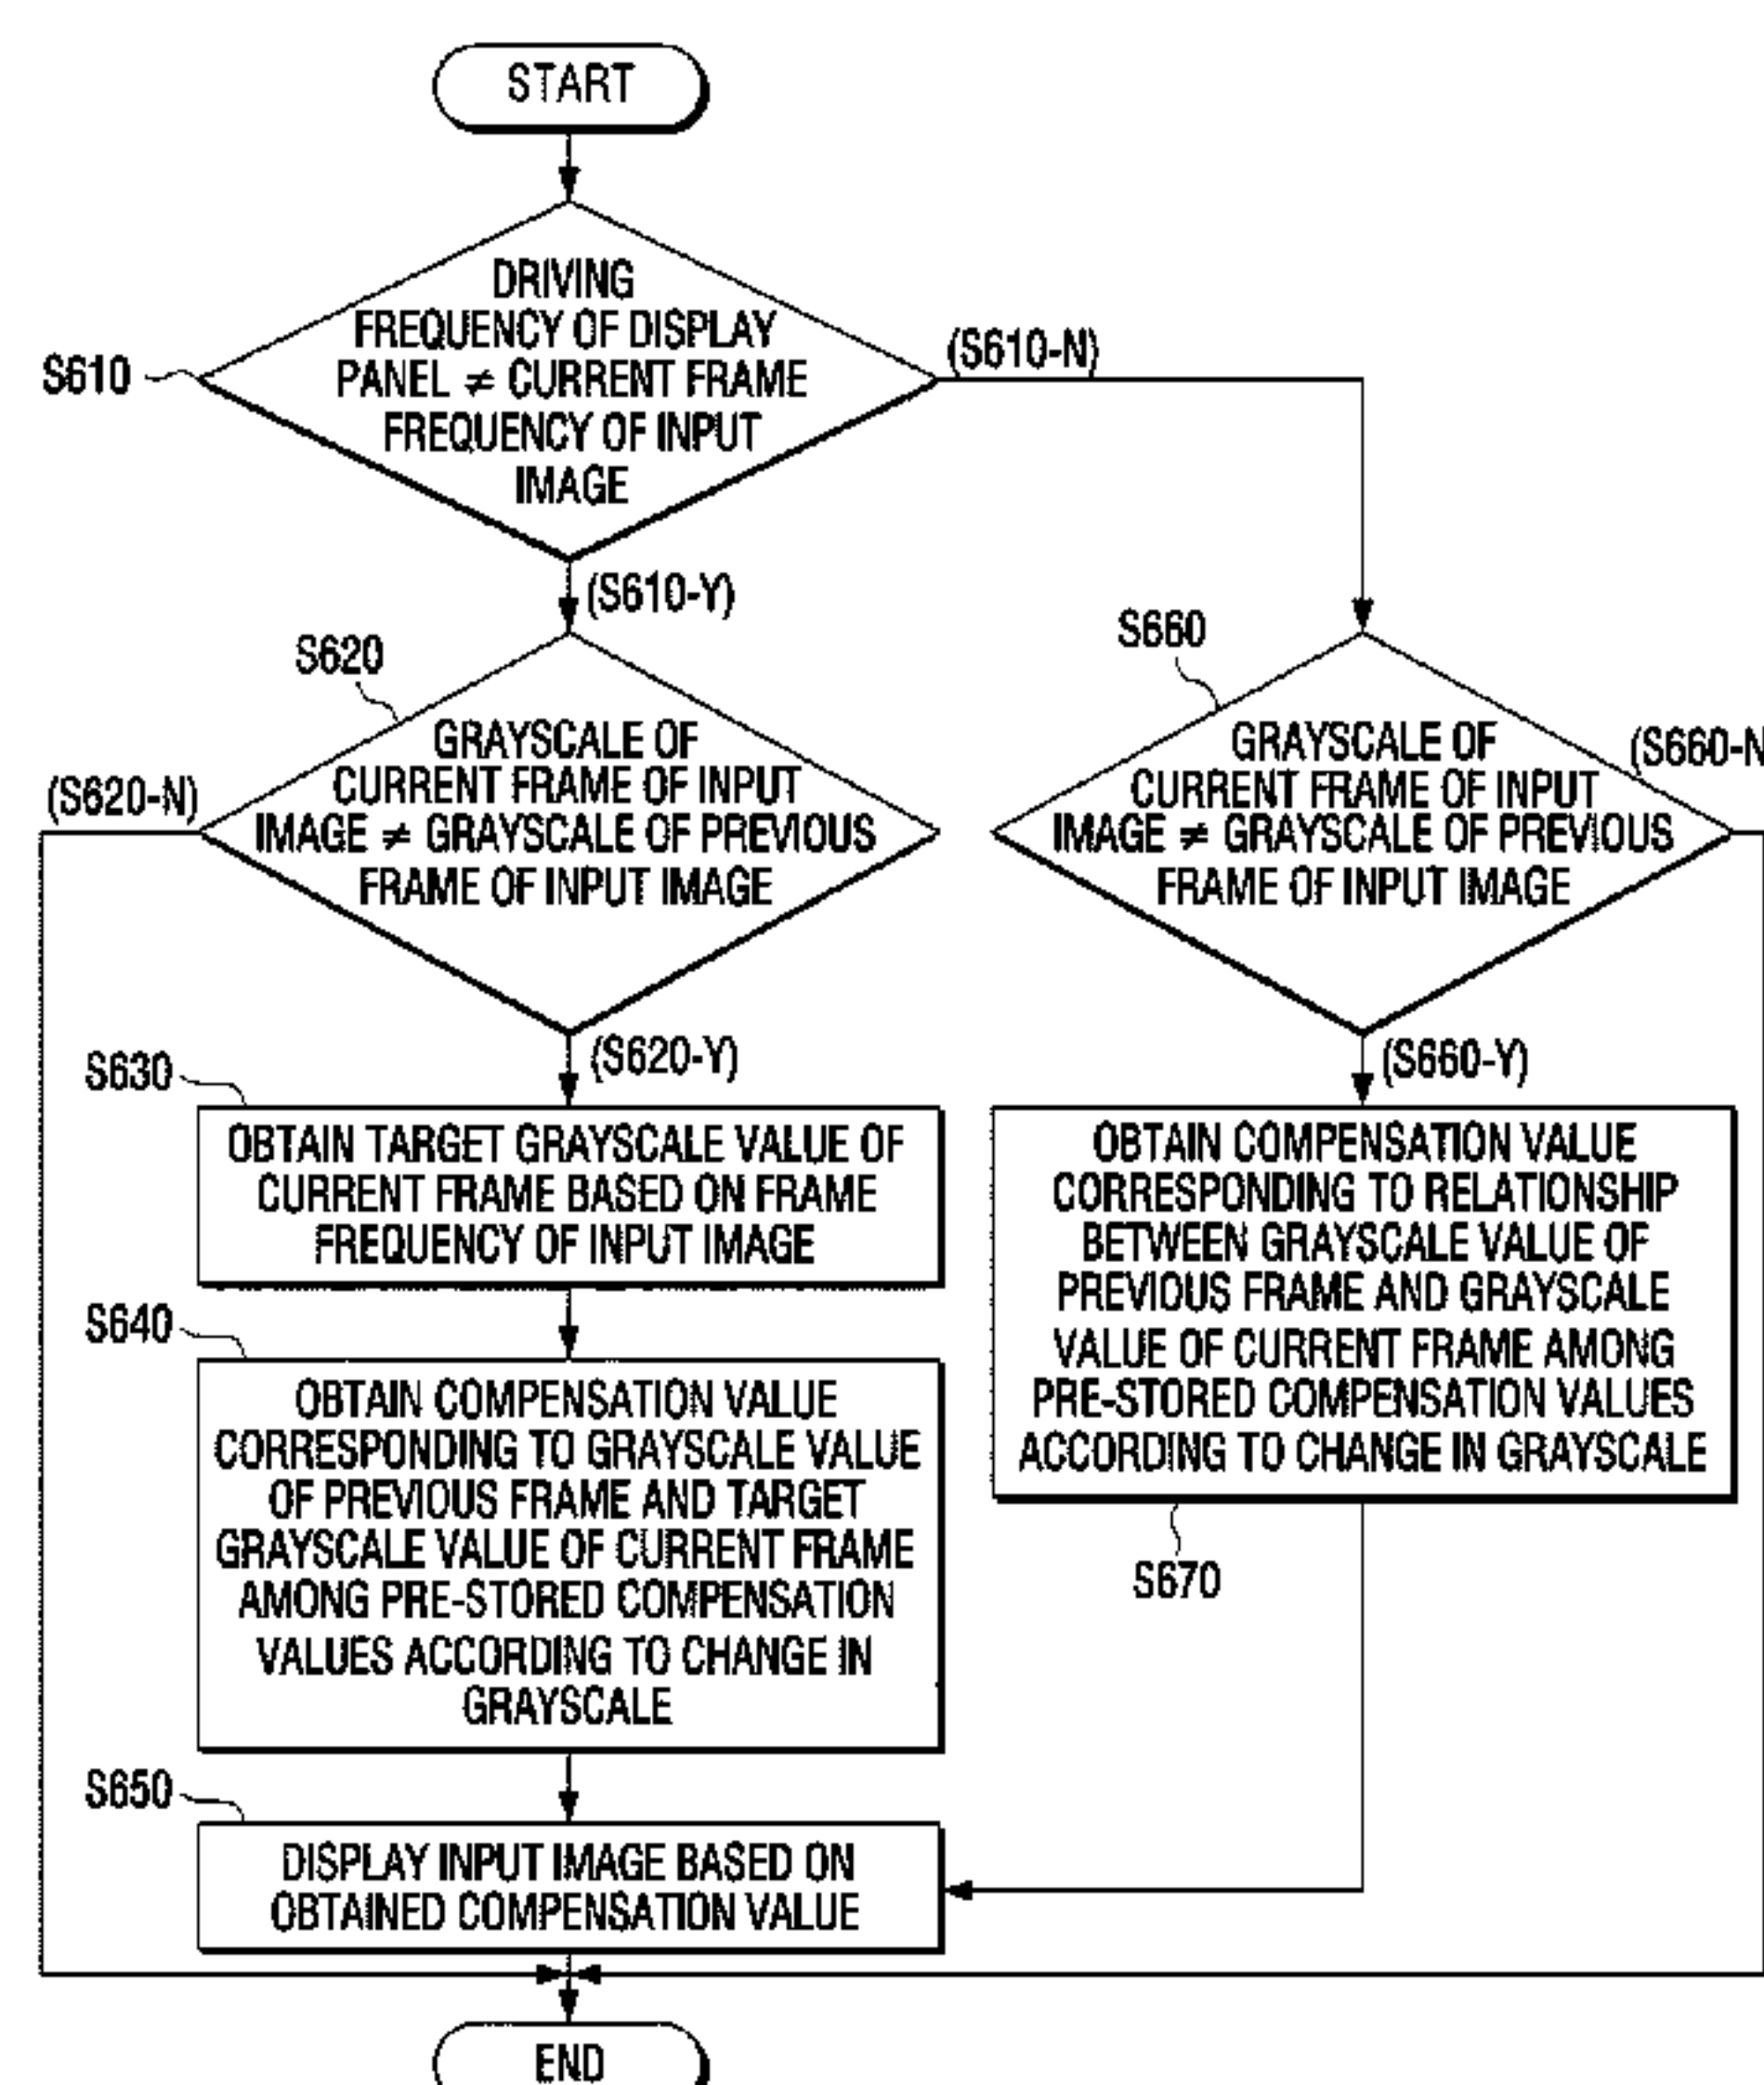 START
DRIVING
FREQUENCY OF DISPLAY
PANEL ≠ CURRENT FRAME
FREQUENCY OF INPUT
IMAGE
S610
(S610-N)
(S610-Y)
S620
GRAYSCALE OF
CURRENT FRAME OF INPUT
IMAGE ≠ GRAYSCALE OF PREVIOUS
FRAME OF INPUT IMAGE
(S620-N)
(S620-Y)
S660
GRAYSCALE OF
CURRENT FRAME OF INPUT
IMAGE ≠ GRAYSCALE OF PREVIOUS
FRAME OF INPUT IMAGE
(S660-N
(S660-Y)
S630
OBTAIN TARGET GRAYSCALE VALUE OF
CURRENT FRAME BASED ON FRAME
FREQUENCY OF INPUT IMAGE
S640
OBTAIN COMPENSATION VALUE
CORRESPONDING TO GRAYSCALE VALUE
OF PREVIOUS FRAME AND TARGET
GRAYSCALE VALUE OF CURRENT FRAME
AMONG PRE-STORED COMPENSATION
VALUES ACCORDING TO CHANGE IN
GRAYSCALE
OBTAIN COMPENSATION VALUE
CORRESPONDING TO RELATIONSHIP
BETWEEN GRAYSCALE VALUE OF
PREVIOUS FRAME AND GRAYSCALE
VALUE OF CURRENT FRAME AMONG
PRE-STORED COMPENSATION VALUES
ACCORDING TO CHANGE IN GRAYSCALE
S670
S650
DISPLAY INPUT IMAGE BASED ON
OBTAINED COMPENSATION VALUE
END